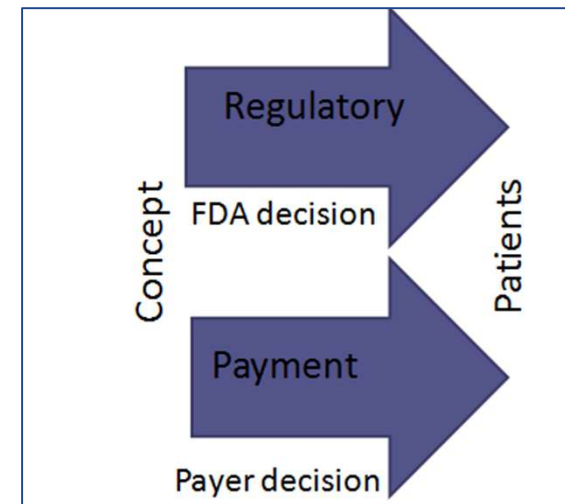 Regulatory
FDA decision
Concept
Patients
Payment
Payer decision